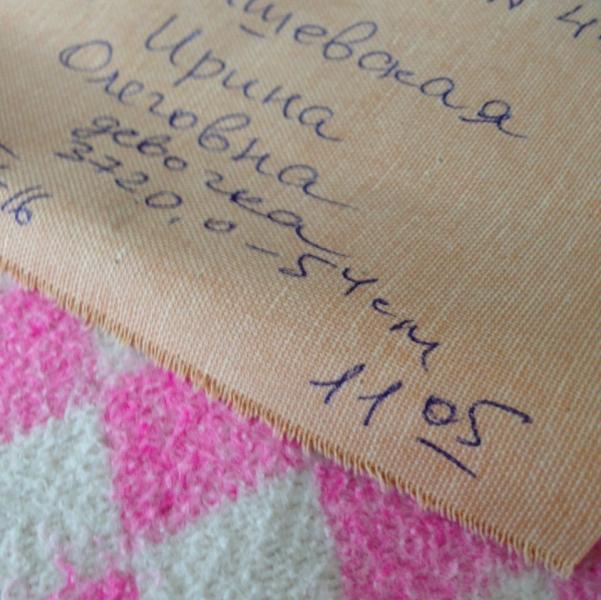 Ирина
Олеговна
девочка
3720,0-54см
11 05